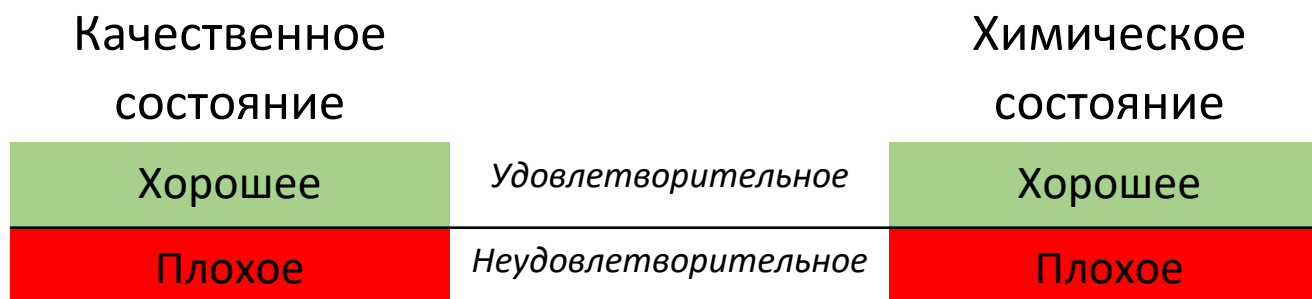 Качественное
состояние
Химическое
состояние
Хорошее
Удовлетворительное
Хорошее
Плохое
Неудовлетворительное
Плохое